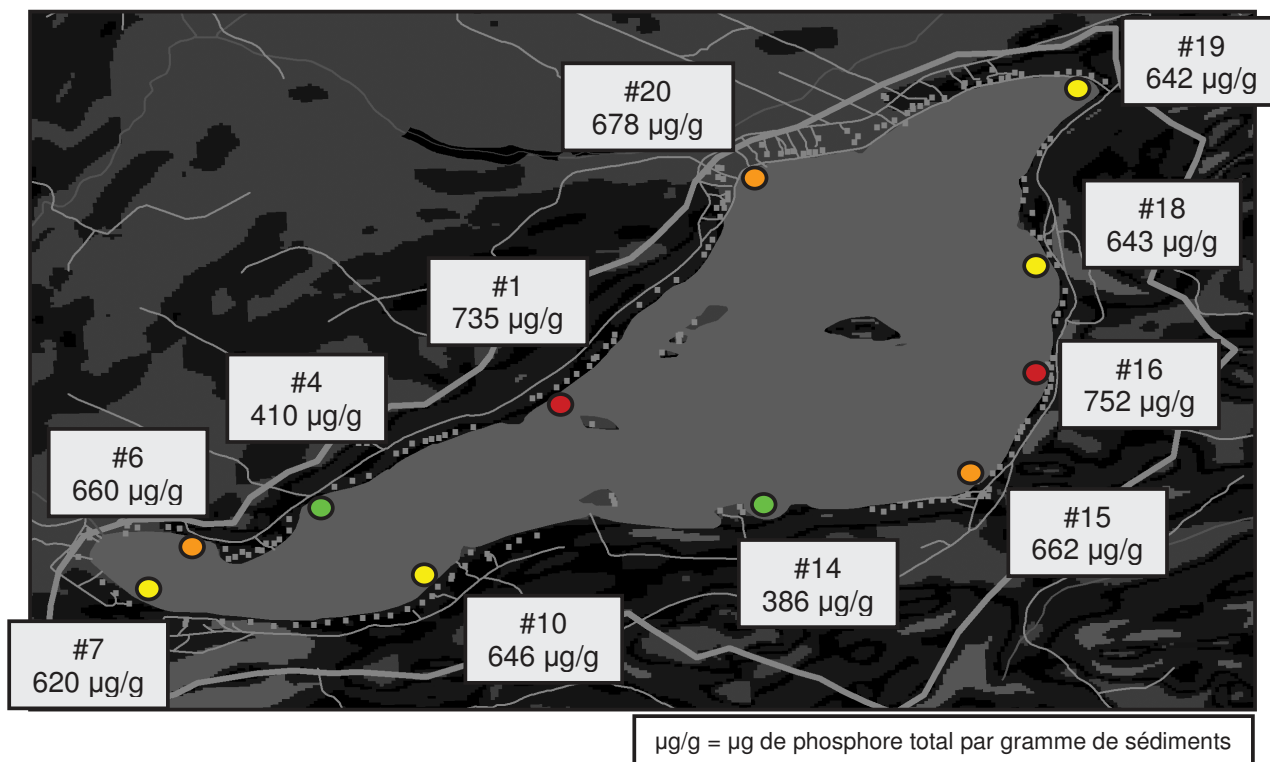 #19
642 µg/g
#20
678 µg/g
#18
643 µg/g
#1
735 µg/g
#16
752 µg/g
#4
410 µg/g
#6
660 µg/g
#15
662 µg/g
#14
386 µg/g
#10
646 µg/g
#7
620 µg/g
µg/g = µg de phosphore total par gramme de sédiments